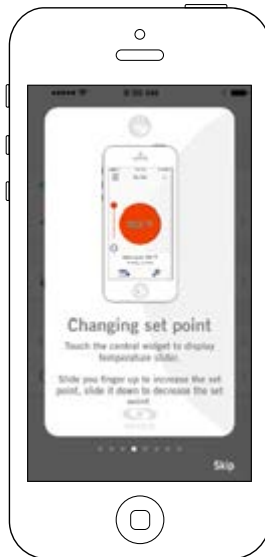 Changing set point
Touch the central widget to display
temperature slider.
Slide you finger up to increase the set
point, slide it down to decrease the set
point.
Skip